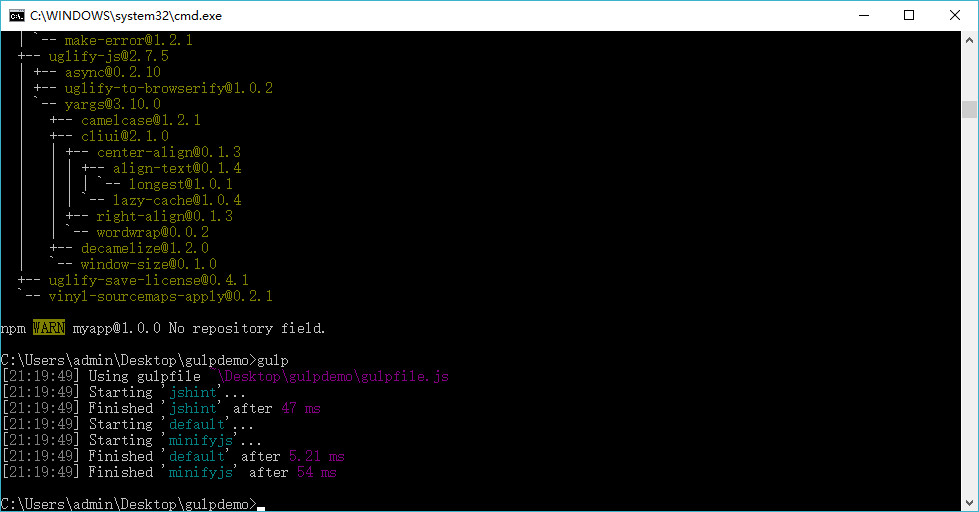 C:\WINDOWS\system32\cmd.exe
| `-- make-error@1.2.1
+-- uglify-js@2.7.5
| +-- async@0.2.10
| +-- uglify-to-browserify@1.0.2
| `-- yargs@3.10.0
|   +-- camelcase@1.2.1
|   +-- cliui@2.1.0
|   | +-- center-align@0.1.3
|   | | +-- align-text@0.1.4
|   | | | `-- longest@1.0.1
|   | | `-- lazy-cache@1.0.4
|   | +-- right-align@0.1.3
|   | `-- wordwrap@0.0.2
|   +-- decamelize@1.2.0
|   `-- window-size@0.1.0
+-- uglify-save-license@0.4.1
`-- vinyl-sourcemaps-apply@0.2.1
npm WARN myapp@1.0.0 No repository field.
C:\Users\admin\Desktop\gulpdemo>gulp
[21:19:49] Using gulpfile ~\Desktop\gulpdemo\gulpfile.js
[21:19:49] Starting 'jshint'...
[21:19:49] Finished 'jshint' after 47 ms
[21:19:49] Starting 'default'...
[21:19:49] Starting 'minifyjs'...
[21:19:49] Finished 'default' after 5.21 ms
[21:19:49] Finished 'minifyjs' after 54 ms
C:\Users\admin\Desktop\gulpdemo>